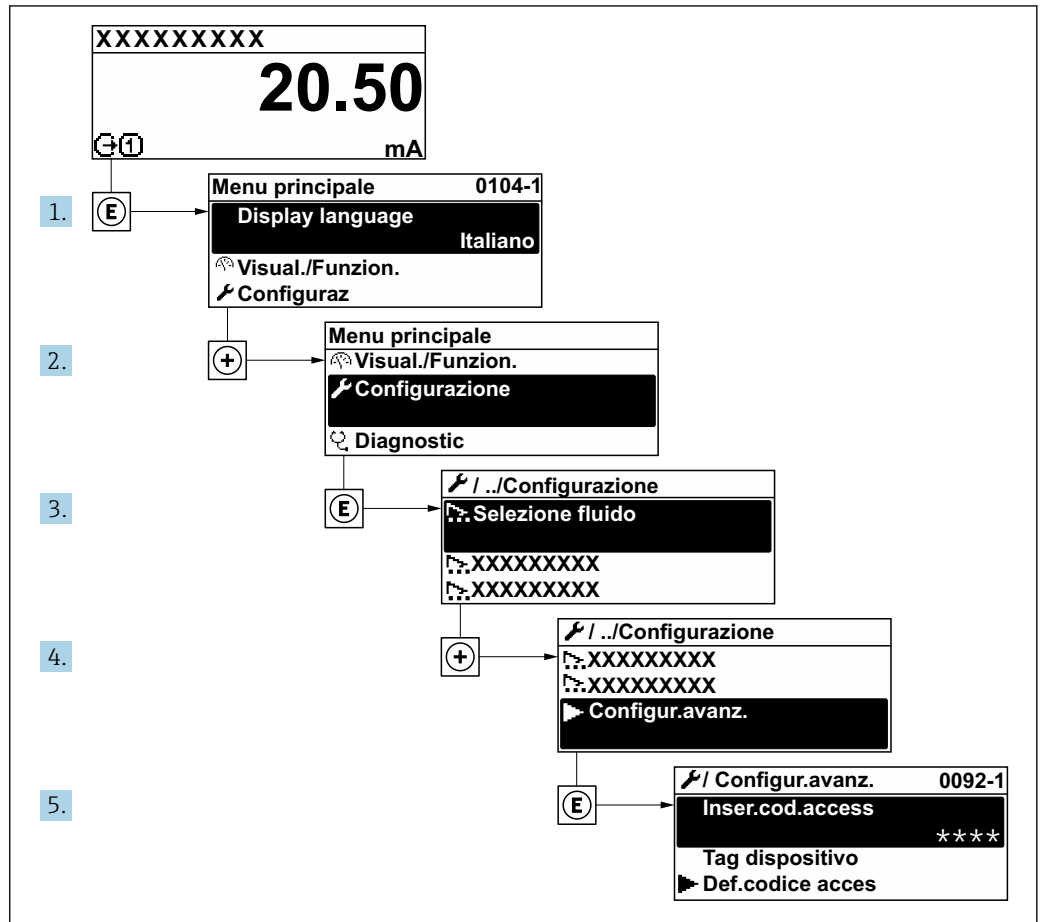 XXXXXXXXX
20.50
1 mA
1. E Menu principale 0104-1
Display language
Italiano
Visual./Funzion.
Configuraz
2. + Menu principale
Visual./Funzion.
Configurazione
Diagnostic
3. E / ../Configurazione
Selezione fluido
XXXXXXXXX
XXXXXXXXX
4. + / ../Configurazione
XXXXXXXXX
XXXXXXXXX
Configur.avanz.
5. E / Configur.avanz. 0092-1
Inser.cod.access
****
Tag dispositivo
Def.codice acces